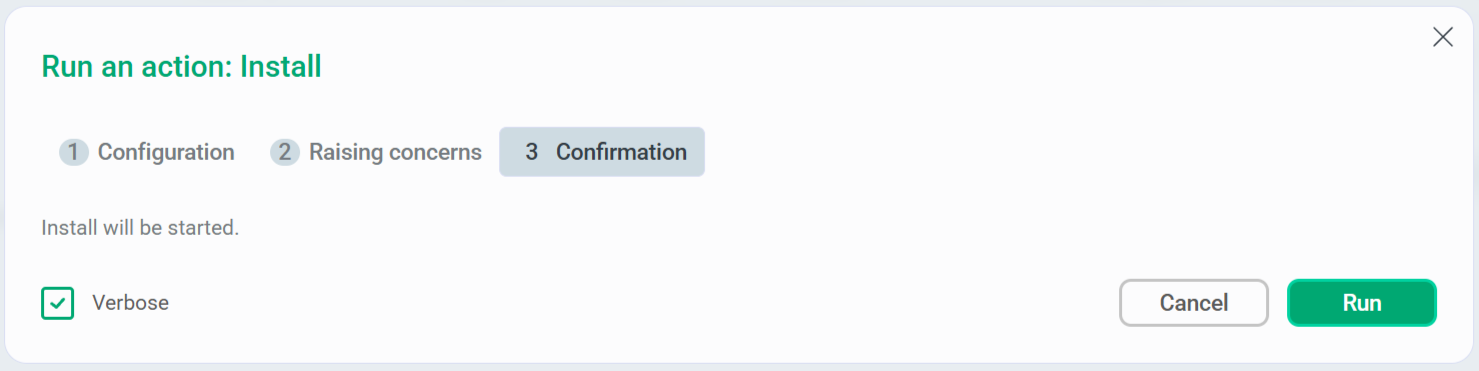 Run an action: Install
1 Configuration 2 Raising concerns 3 Confirmation
Install will be started.
Verbose Cancel Run